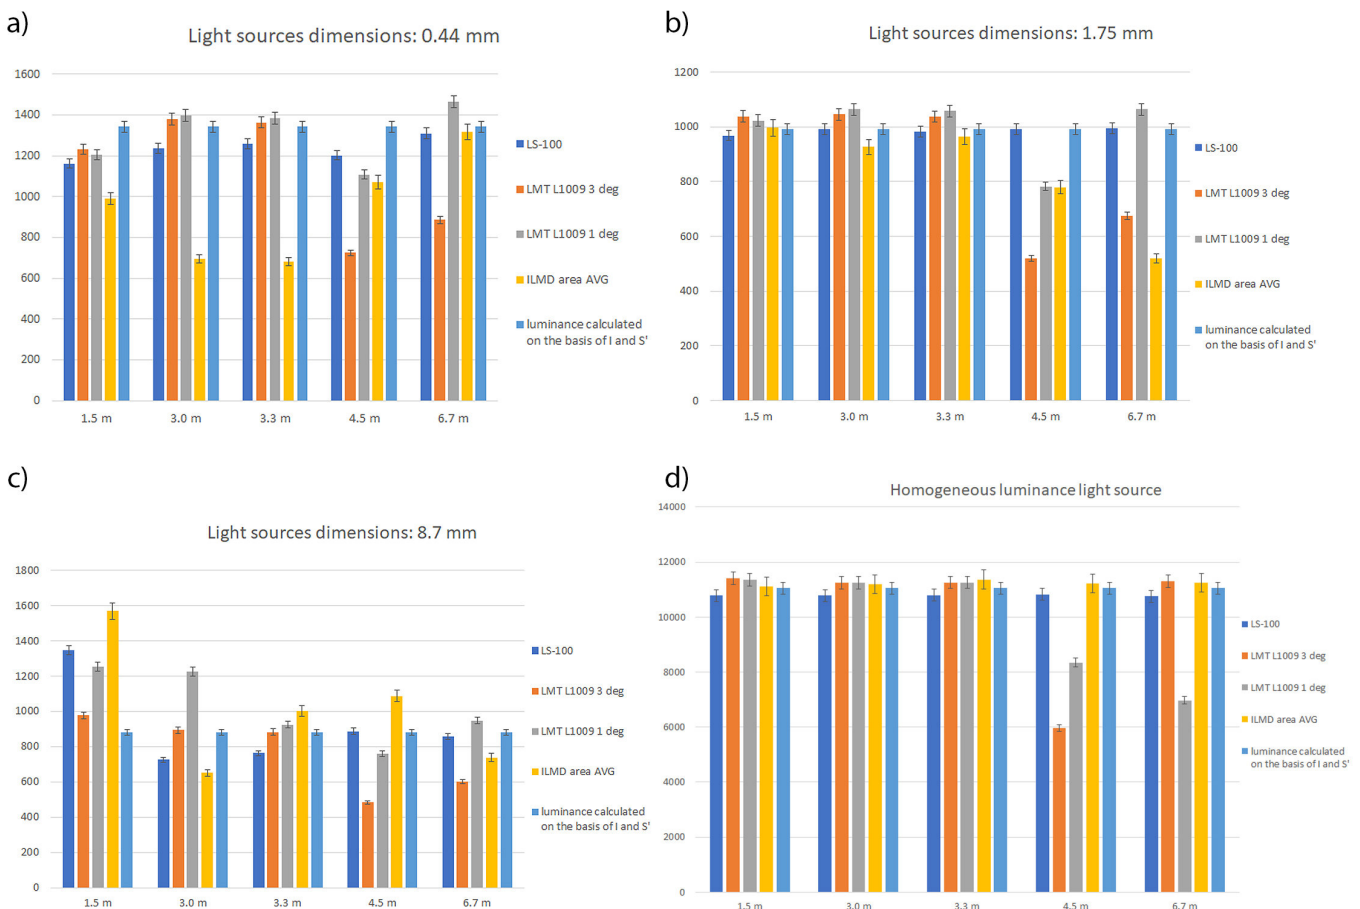 a)
Light sources dimensions: 0.44 mm
1600
1400
1200
1000
800
600
400
200
0
1.5 m 3.0 m 3.3 m 4.5 m 6.7 m
LS-100
LMT L1009 3 deg
LMT L1009 1 deg
ILMD area AVG
luminance calculated
on the basis of I and S'
b)
Light sources dimensions: 1.75 mm
1200
1000
800
600
400
200
0
1.5 m 3.0 m 3.3 m 4.5 m 6.7 m
LS-100
LMT L1009 3 deg
LMT L1009 1 deg
ILMD area AVG
luminance calculated
on the basis of I and S'
c)
Light sources dimensions: 8.7 mm
1800
1600
1400
1200
1000
800
600
400
200
0
1.5 m 3.0 m 3.3 m 4.5 m 6.7 m
LS-100
LMT L1009 3 deg
LMT L1009 1 deg
ILMD area AVG
luminance calculated
on the basis of I and S'
d)
Homogeneous luminance light source
14000
12000
10000
8000
6000
4000
2000
0
1.5 m 3.0 m 3.3 m 4.5 m 6.7 m
LS-100
LMT L1009 3 deg
LMT L1009 1 deg
ILMD area AVG
luminance calculated
on the basis of I and S'